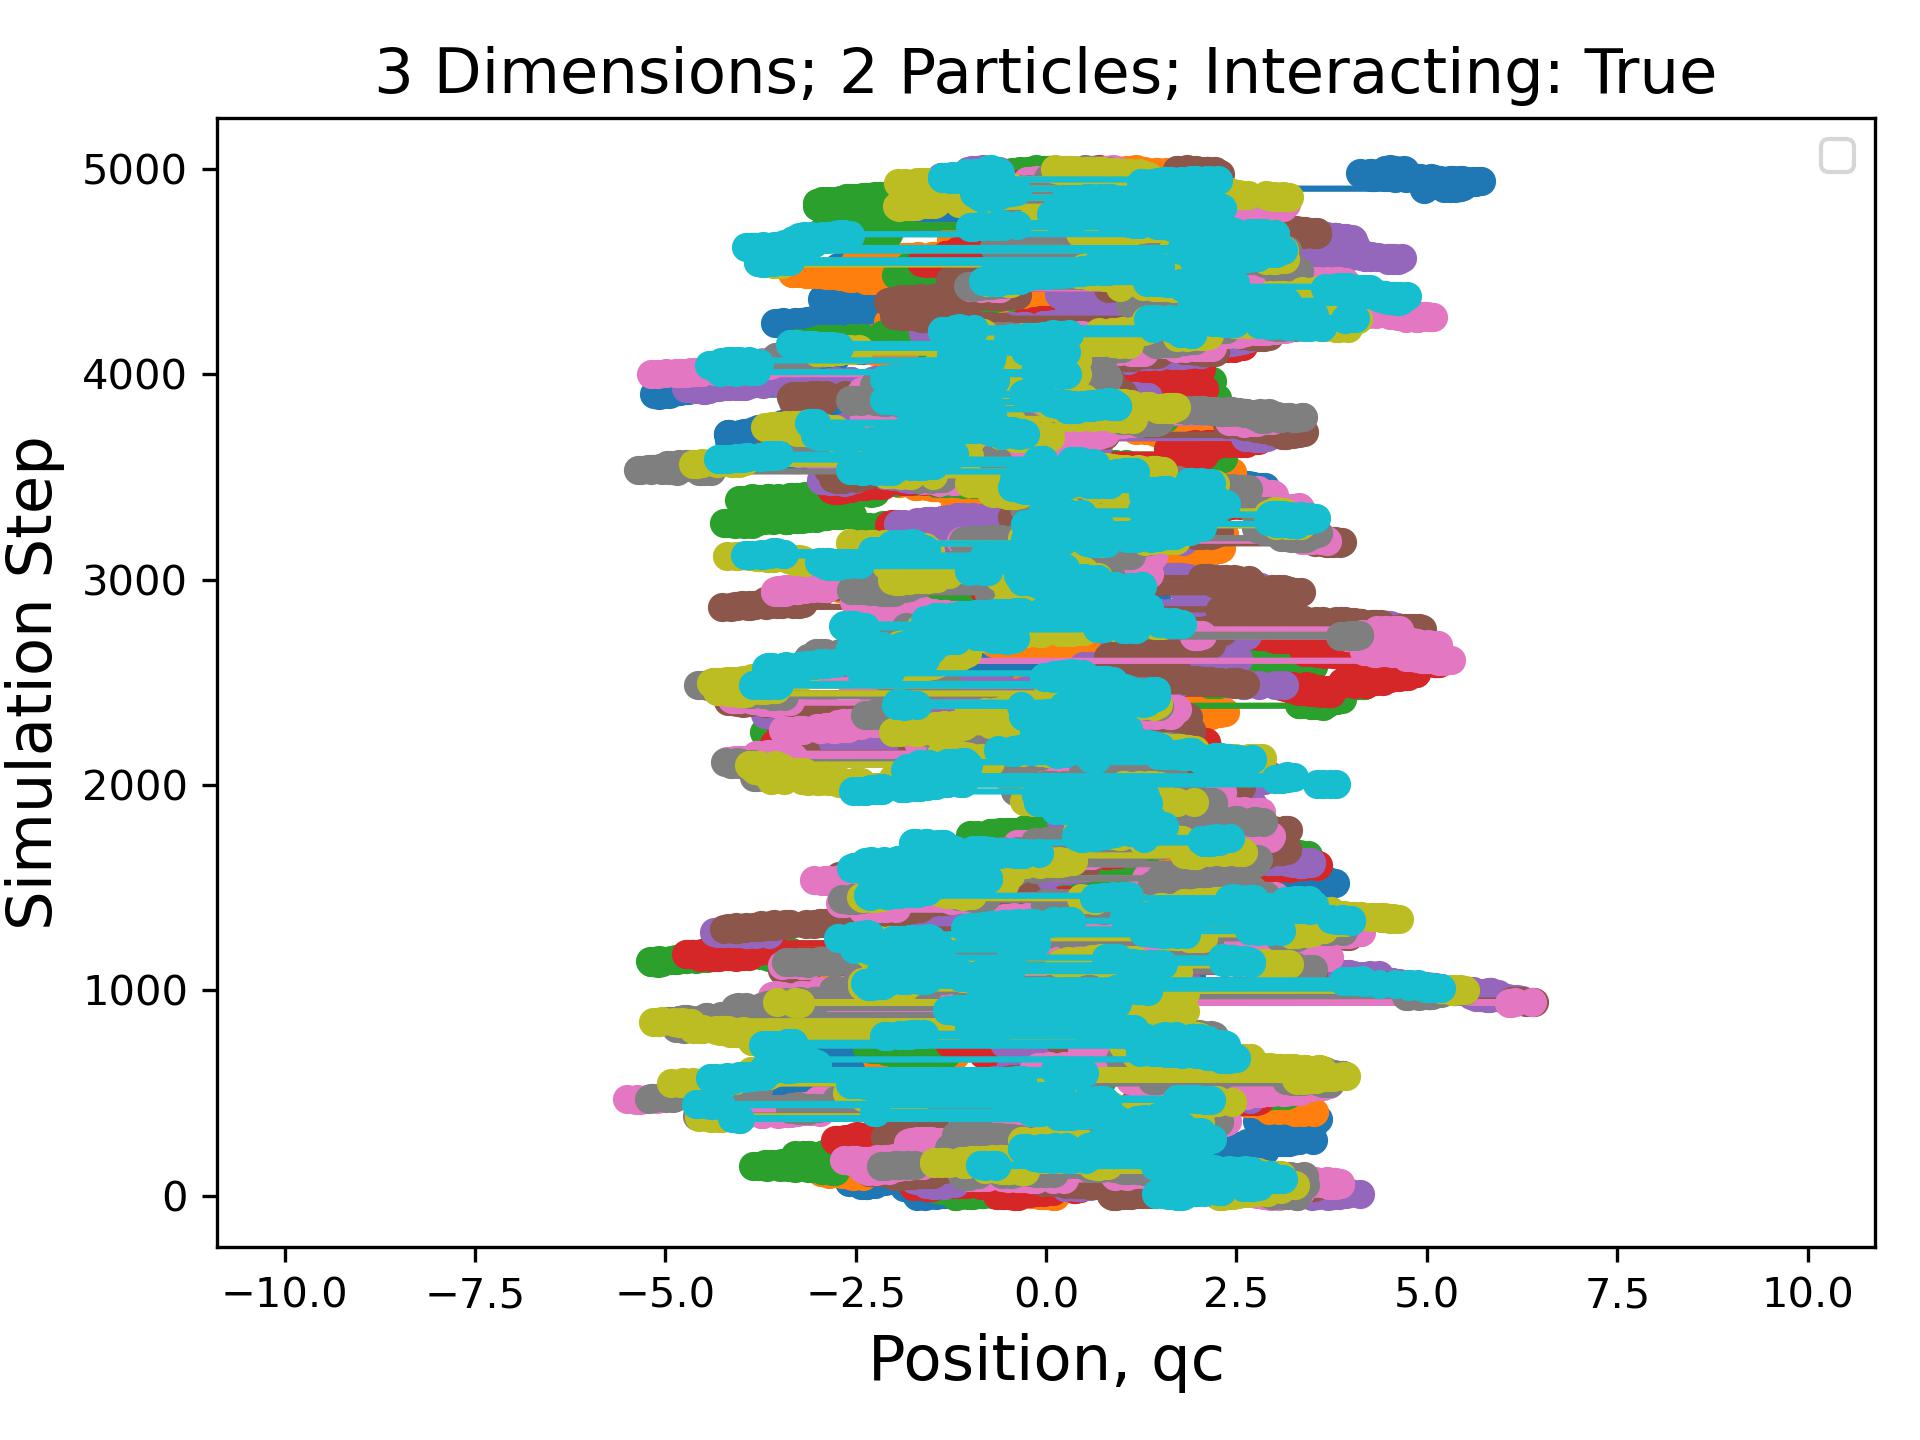 3 Dimensions; 2 Particles; Interacting: True
5000
4000
3000
2000
1000
0
Simulation Step
−10.0 −7.5 −5.0 −2.5 0.0 2.5 5.0 7.5 10.0
Position, qc